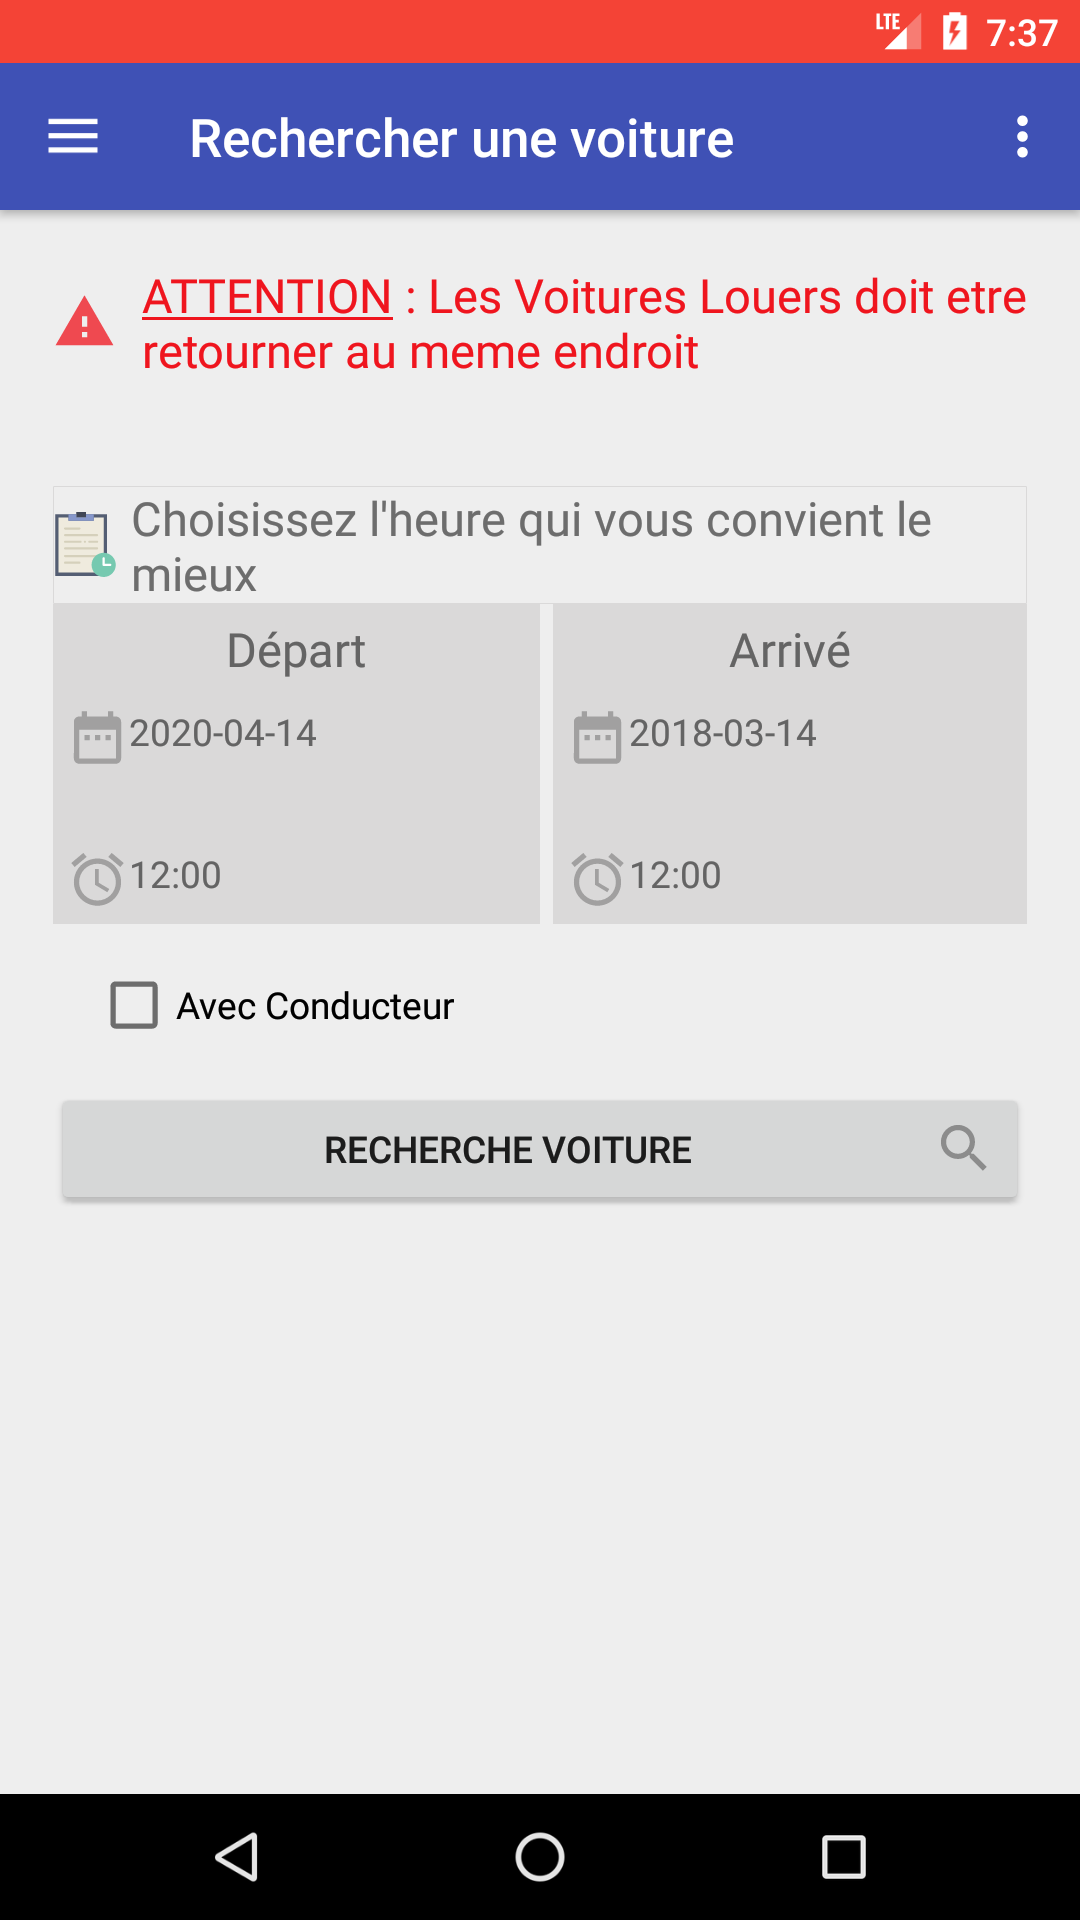 LTE 7:37
Rechercher une voiture
ATTENTION : Les Voitures Louers doit etre
retourner au meme endroit
Choisissez l'heure qui vous convient le
mieux
Départ
Arrivé
2020-04-14
2018-03-14
12:00
12:00
Avec Conducteur
RECHERCHE VOITURE